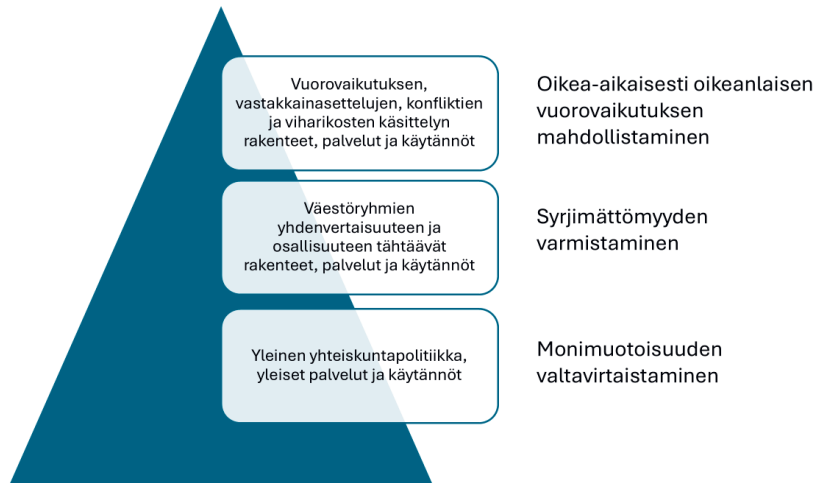 Vuorovaikutuksen,
vastakkainasettelujen, konfliktien
ja viharikosten käsittelyn
rakenteet, palvelut ja käytännöt
Oikea-aikaisesti oikeanlaisen
vuorovaikutuksen
mahdollistaminen
Väestöryhmien
yhdenvertaisuuteen ja
osallisuuteen tähtäävät
rakenteet, palvelut ja käytännöt
Syrjimättömyyden
varmistaminen
Yleinen yhteiskuntapolitiikka,
yleiset palvelut ja käytännöt
Monimuotoisuuden
valtavirtaistaminen